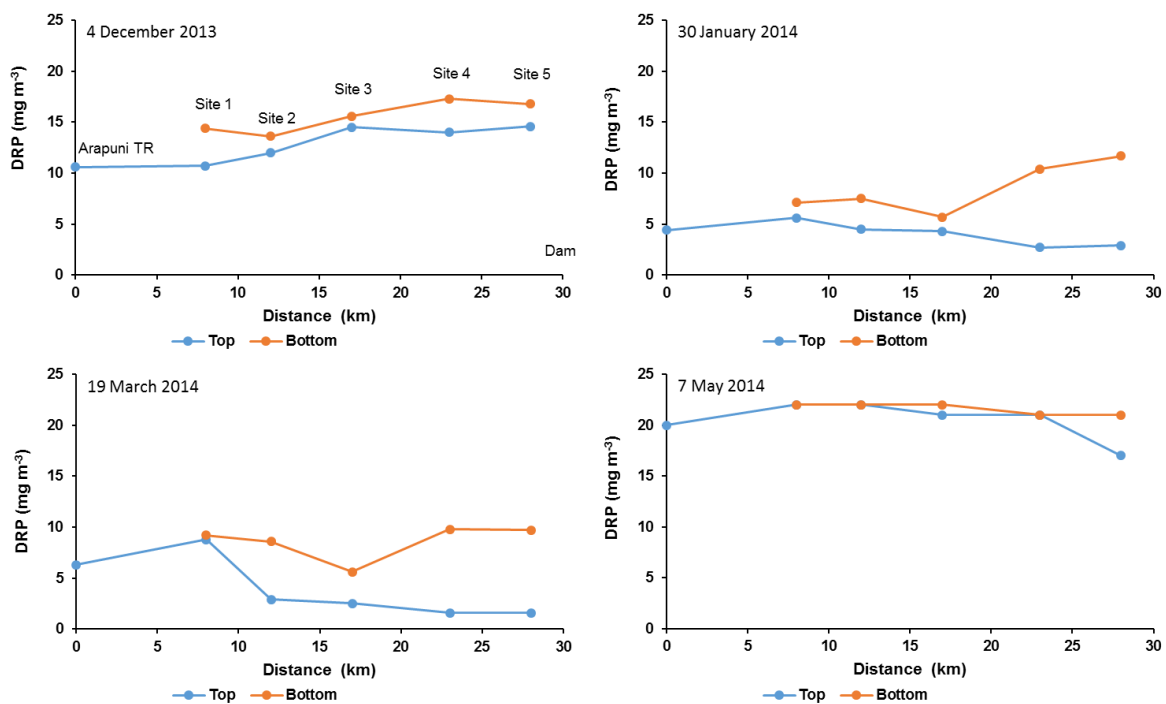 4 December 2013
25
20
15
10
5
0
DRP (mg m-3)
Arapuni TR
Site 1
Site 2
Site 3
Site 4
Site 5
Dam
0 5 10 15 20 25 30
Distance (km)
Top Bottom
30 January 2014
25
20
15
10
5
0
DRP (mg m-3)
0 5 10 15 20 25 30
Distance (km)
Top Bottom
19 March 2014
25
20
15
10
5
0
DRP (mg m-3)
0 5 10 15 20 25 30
Distance (km)
Top Bottom
7 May 2014
25
20
15
10
5
0
DRP (mg m-3)
0 5 10 15 20 25 30
Distance (km)
Top Bottom